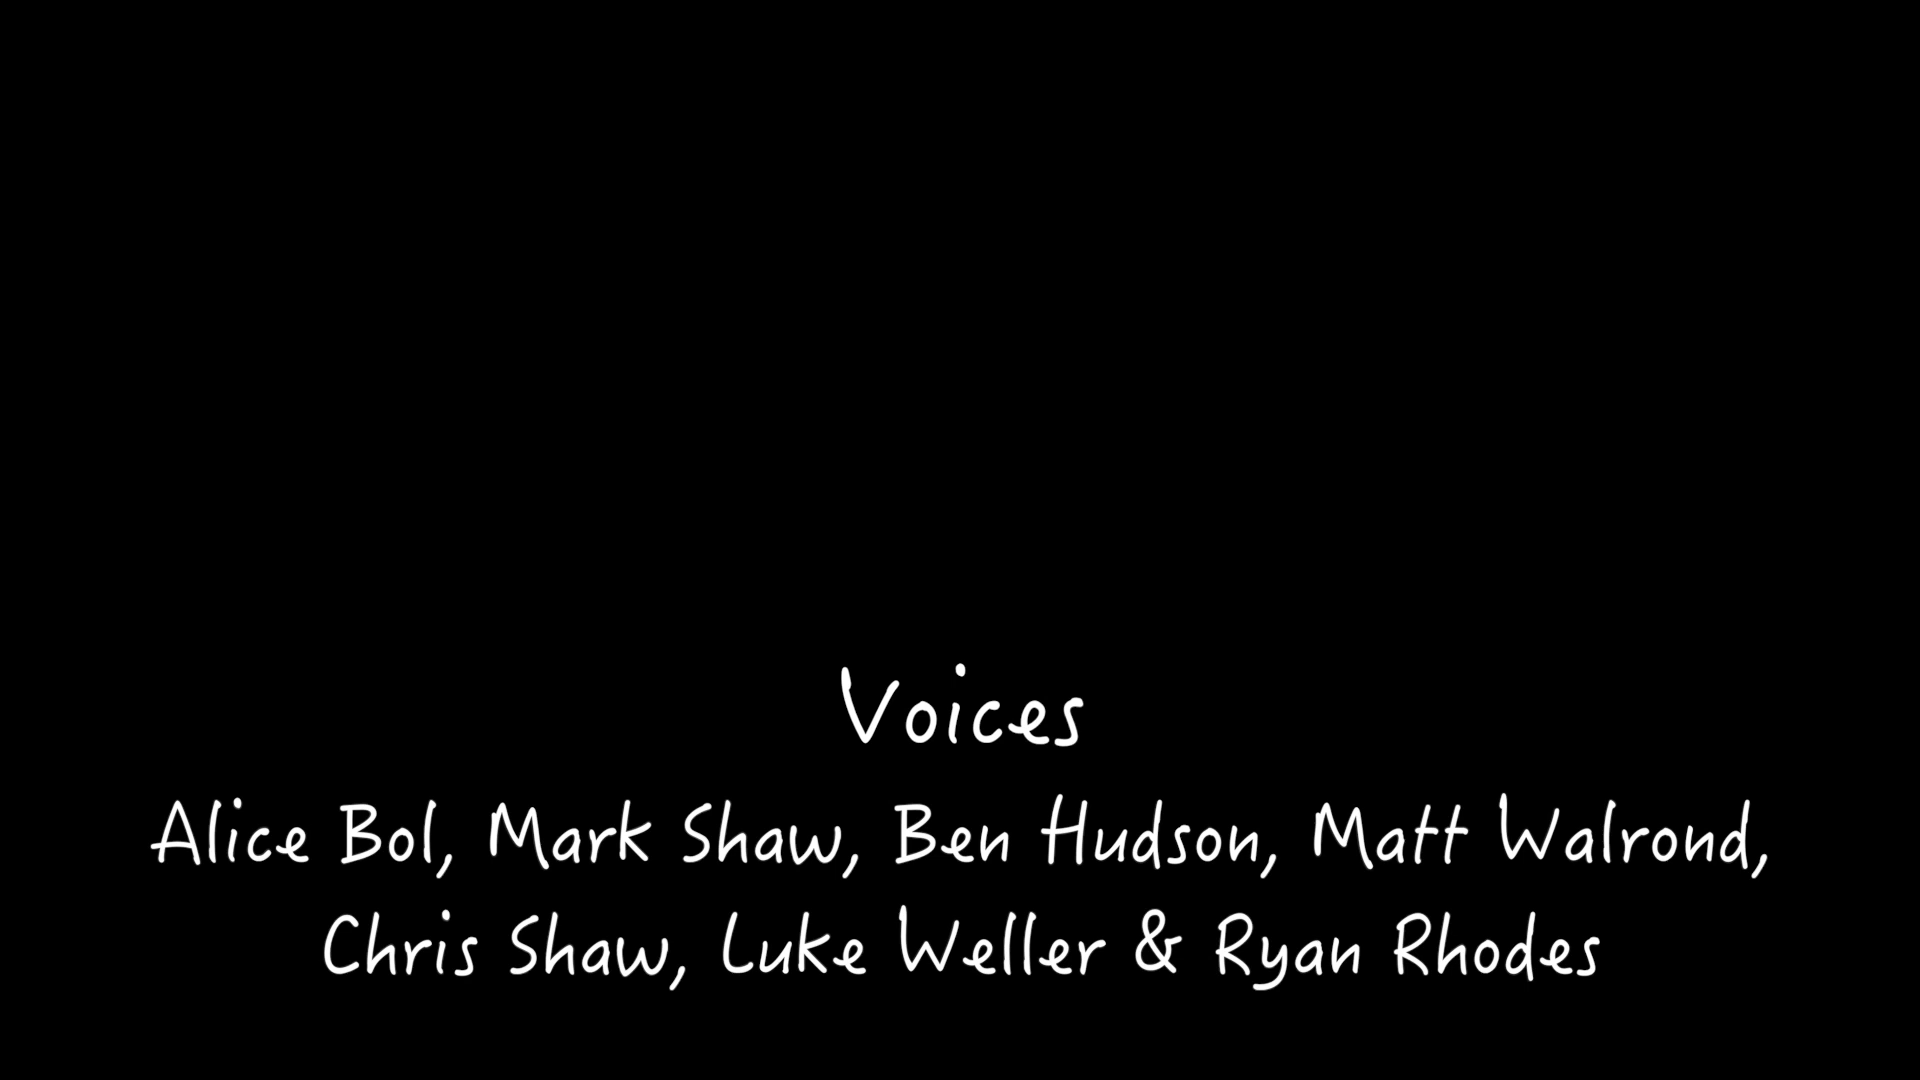 Voices
Alice Bol, Mark Shaw, Ben Hudson, Matt Walrond,
Chris Shaw, Luke Weller & Ryan Rhodes